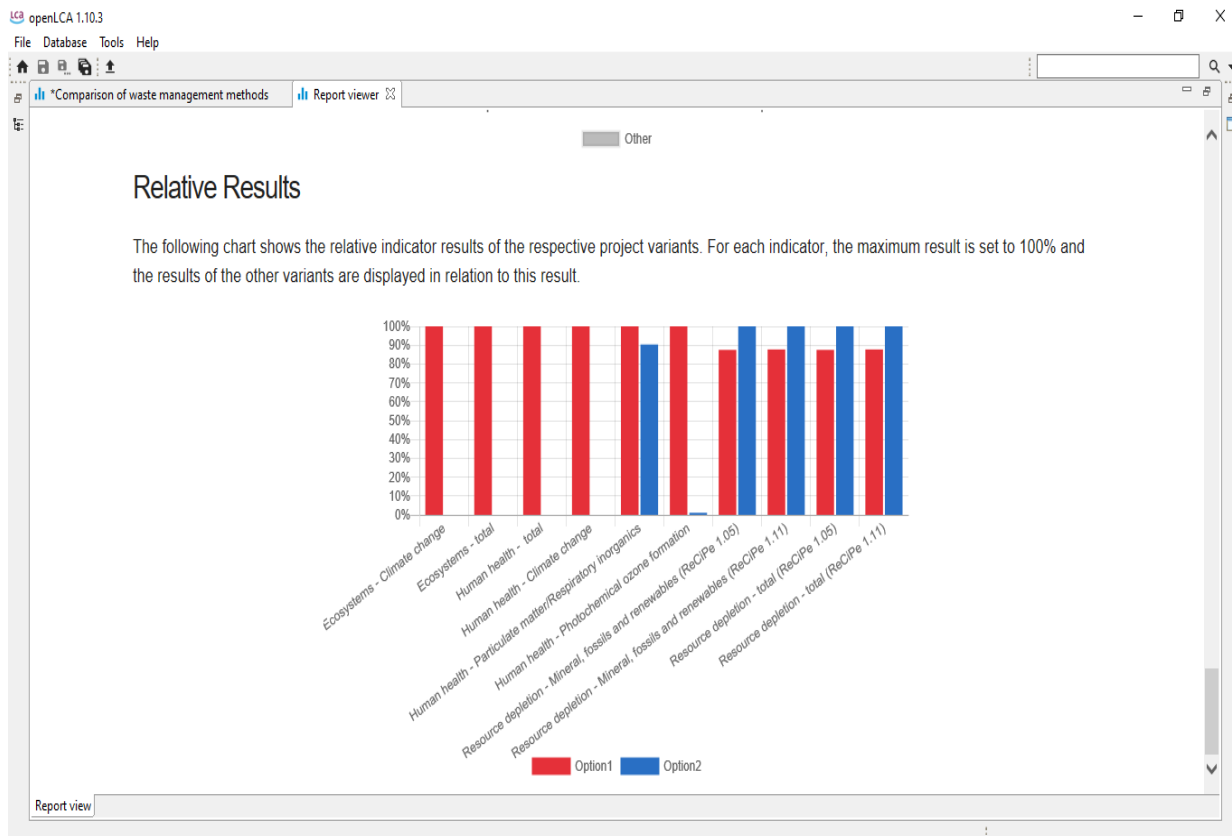 LCA openLCA 1.10.3
File Database Tools Help
*Comparison of waste management methods Report viewer
Other
Relative Results
The following chart shows the relative indicator results of the respective project variants. For each indicator, the maximum result is set to 100% and
the results of the other variants are displayed in relation to this result.
100%
90%
80%
70%
60%
50%
40%
30%
20%
10%
0%
Ecosystems - Climate change
Ecosystems - total
Human health - total
Human health - Climate change
Human health - Particulate matter/Respiratory inorganics
Human health - Photochemical ozone formation
Resource depletion - Mineral, fossils and renewables (ReCiPe 1.05)
Resource depletion - Mineral, fossils and renewables (ReCiPe 1.11)
Resource depletion - total (ReCiPe 1.05)
Resource depletion - total (ReCiPe 1.11)
Option1 Option2
Report view